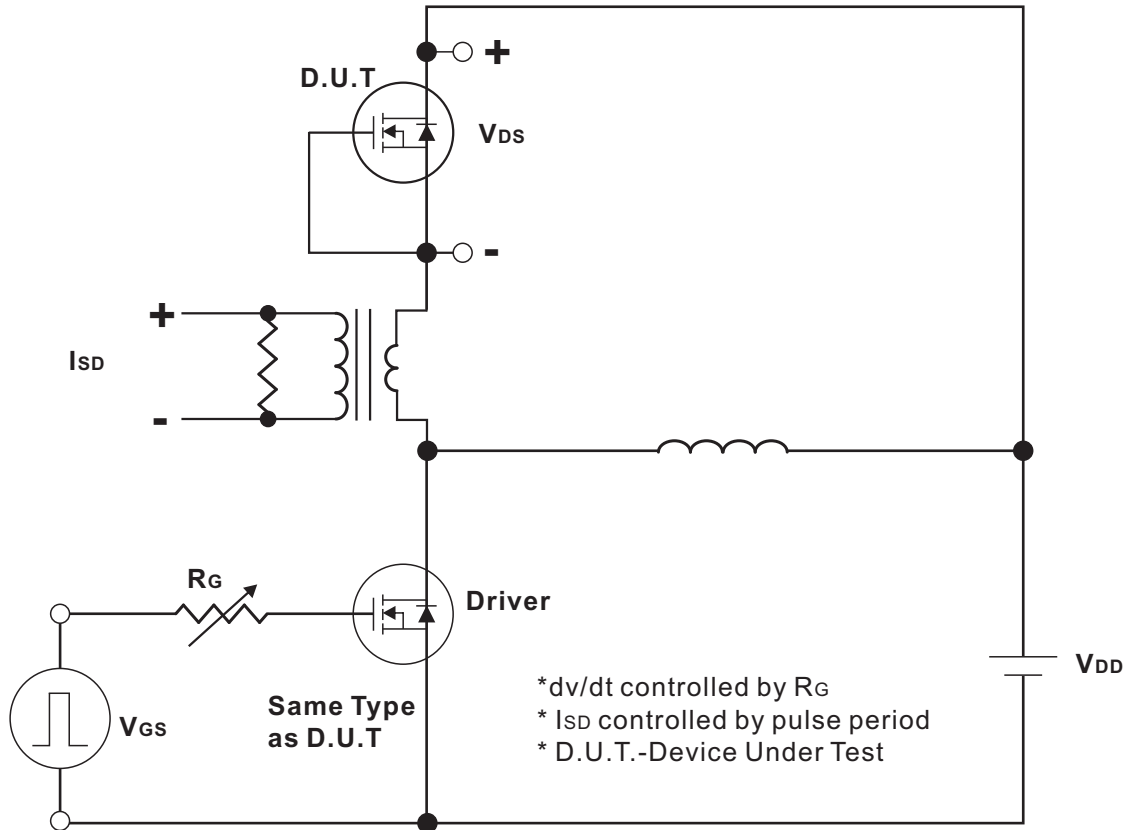 +
D.U.T
VDS
-
+
ISD
-
RG
Driver
VDD
VGS
Same Type
as D.U.T
*dv/dt controlled by RG
* ISD controlled by pulse period
* D.U.T.-Device Under Test